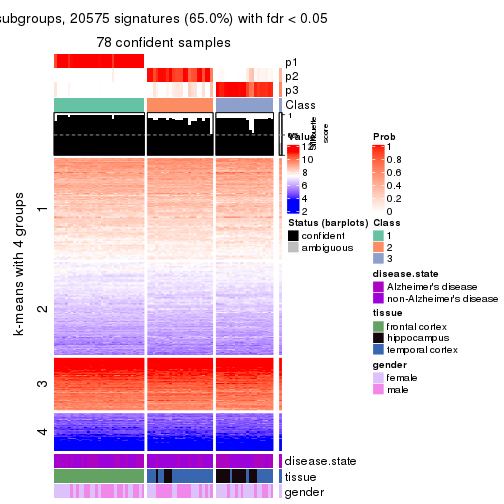 subgroups, 20575 signatures (65.0%) with fdr < 0.05
78 confident samples
p1
p2
p3
Class
1
Silhouette
score
k-means with 4 groups
1
2
3
4
disease.state
tissue
gender
Value
12
10
8
6
4
2
Status (barplots)
confident
ambiguous
Prob
1
0.8
0.6
0.4
0.2
0
Class
1
2
3
disease.state
Alzheimer's disease
non-Alzheimer's disease
tissue
frontal cortex
hippocampus
temporal cortex
gender
female
male